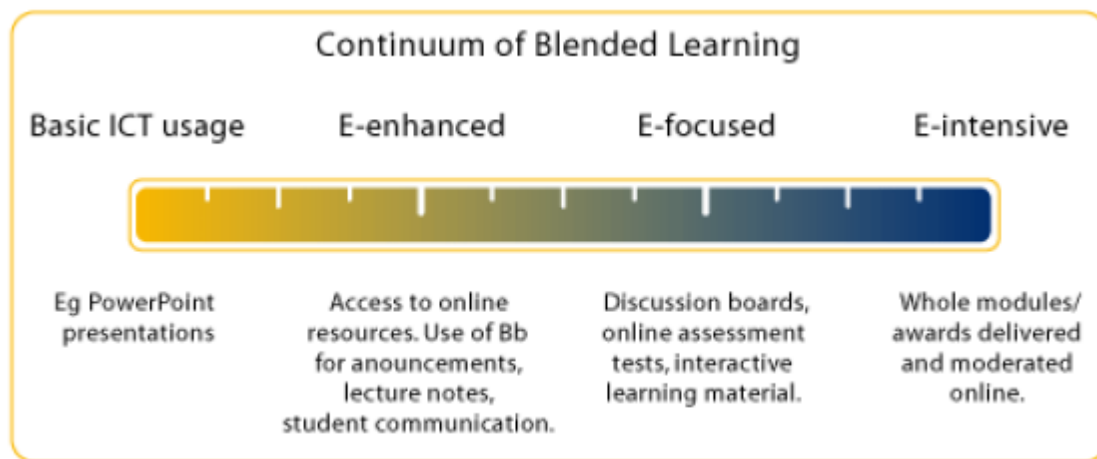 Continuum of Blended Learning
Basic ICT usage
E-enhanced
E-focused
E-intensive
Eg PowerPoint
presentations
Access to online
resources. Use of Bb
for anouncements,
lecture notes,
student communication.
Discussion boards,
online assessment
tests, interactive
learning material.
Whole modules/
awards delivered
and moderated
online.